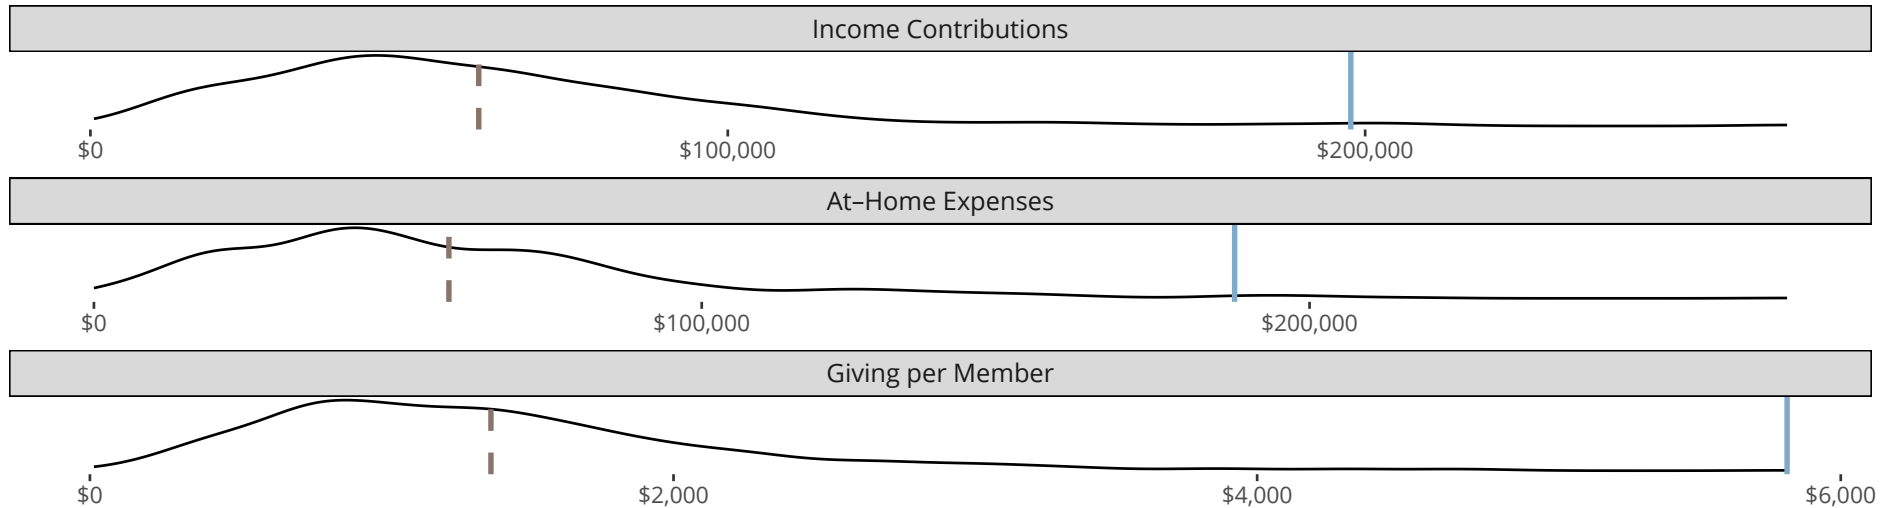 Income Contributions
$0 $100,000 $200,000
At–Home Expenses
$0 $100,000 $200,000
Giving per Member
$0 $2,000 $4,000 $6,000